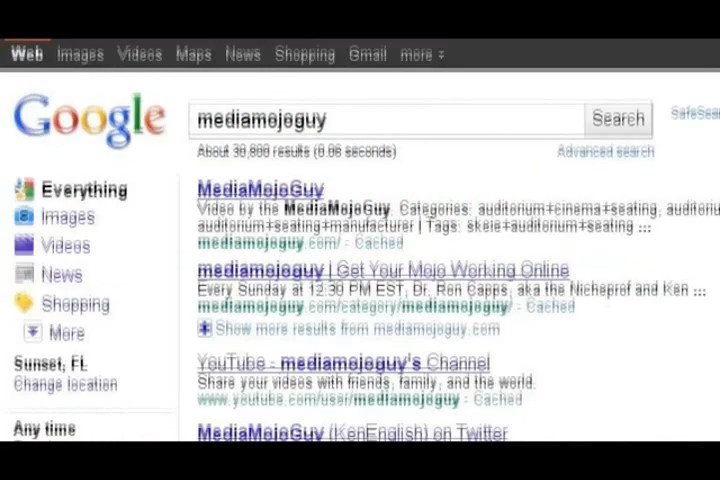 Web Images Videos Maps News Shopping Gmail more
Google
mediamojoguy
Search
SafeSear
About 30,800 results (0.06 seconds)
Advanced search
Everything
Images
Videos
News
Shopping
More
Sunset, FL
Change location
Any time
MediaMojoGuy
Video by the MediaMojoGuy. Categories: auditorium+cinema+seating, auditoriu
auditorium+seating+manufacturer | Tags: skeie+auditorium+seating ...
mediamojoguy.com/ - Cached
mediamojoguy | Get Your Mojo Working Online
Every Sunday at 12:30 PM EST, Dr. Ron Capps, aka the Nicheprof and Ken ...
mediamojoguy.com/category/mediamojoguy/ - Cached
Show more results from mediamojoguy.com
YouTube - mediamojoguy's Channel
Share your videos with friends, family, and the world.
www.youtube.com/user/mediamojoguy - Cached
MediaMojoGuy (KenEnglish) on Twitter